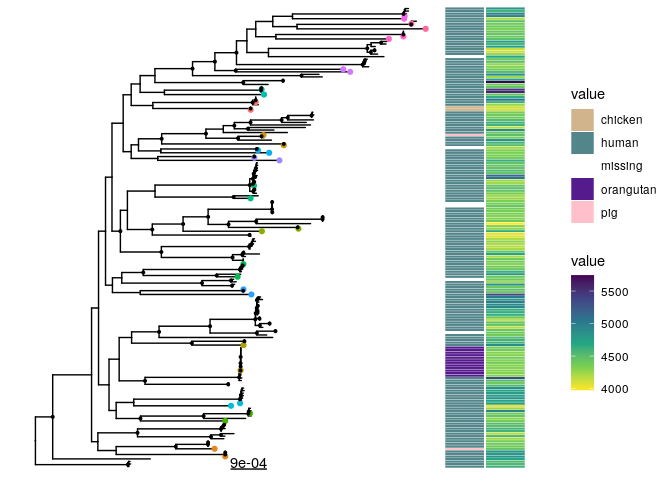 value
chicken
human
missing
orangutan
pig
value
5500
5000
4500
4000
9e-04